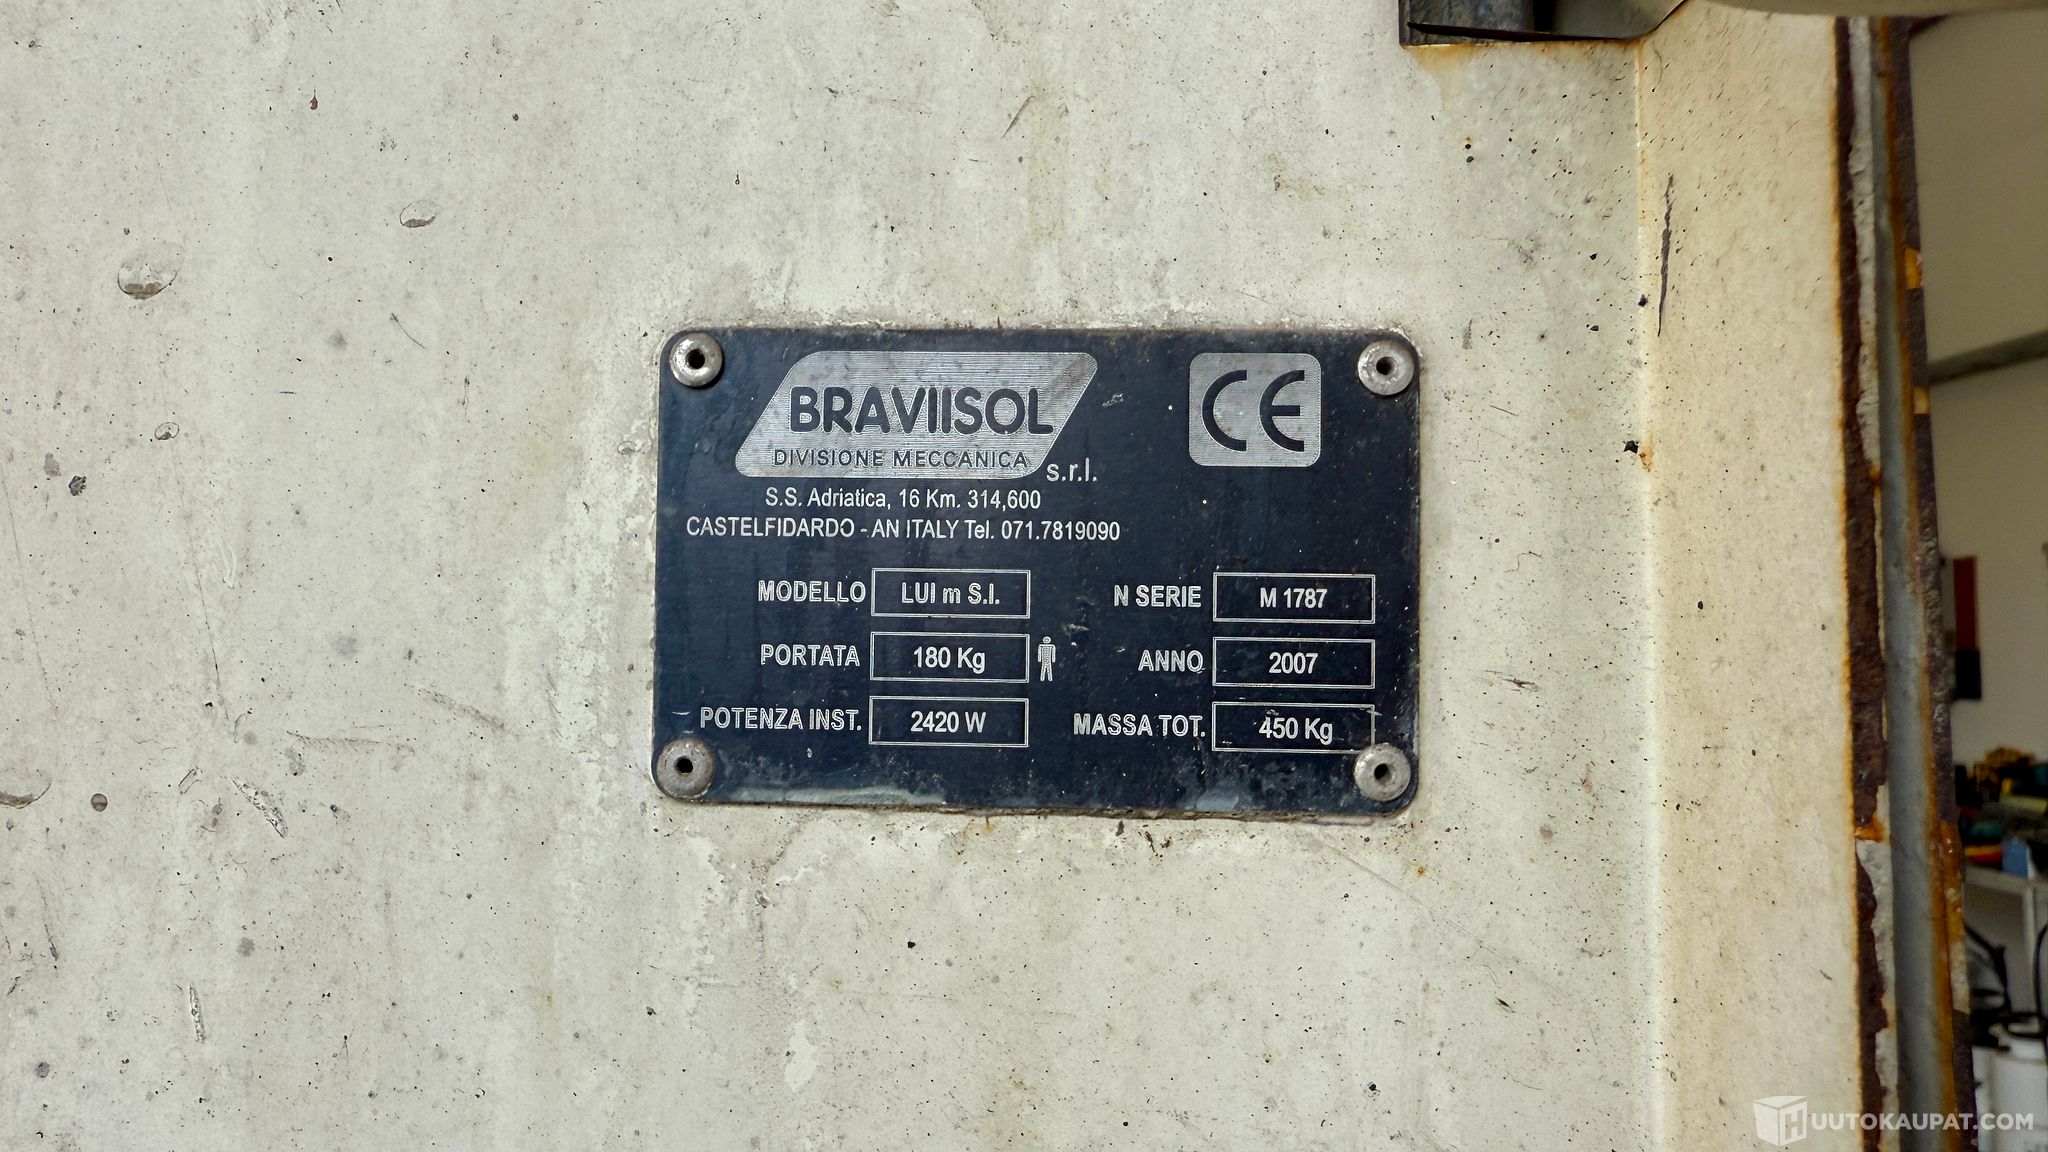 BRAVIISOL
DIVISIONE MECCANICA s.r.l.
CE
S.S. Adriatica, 16 Km. 314,600
CASTELFIDARDO - AN ITALY Tel. 071.7819090
MODELLO LUI m S.I. N SERIE M 1787
PORTATA 180 Kg ANNO 2007
POTENZA INST. 2420 W MASSA TOT. 450 Kg
HUUTOKAUPAT.COM